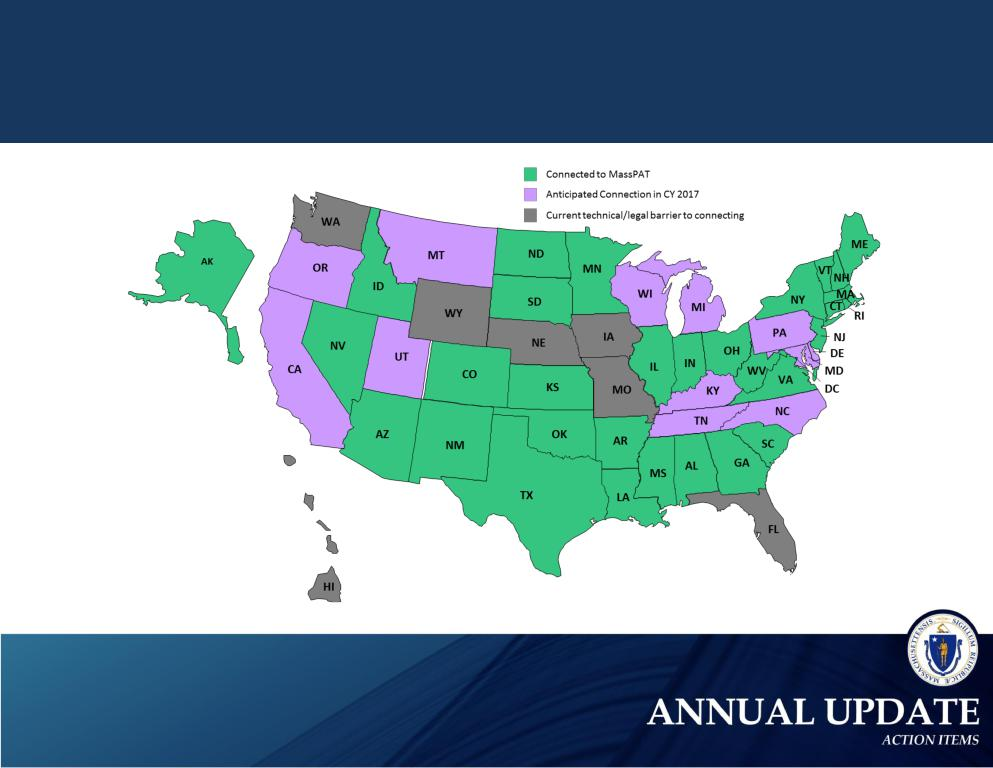 Connected to MassPAT
Anticipated Connection in CY 2017
Current technical/legal barrier to connecting
WA
MT
ND
MN
ME
AK
OR
ID
SD
WI
MI
VT
NH
NY
MA
CT
RI
WY
NE
IA
PA
NJ
DE
MD
DC
NV
UT
CO
IL
IN
OH
WV
VA
CA
KS
MO
KY
NC
AZ
NM
OK
AR
TN
SC
MS
AL
GA
TX
LA
FL
HI
SIGILLUM REIPUBLICÆ MASSACHUSETTENSIS
ANNUAL UPDATE
ACTION ITEMS